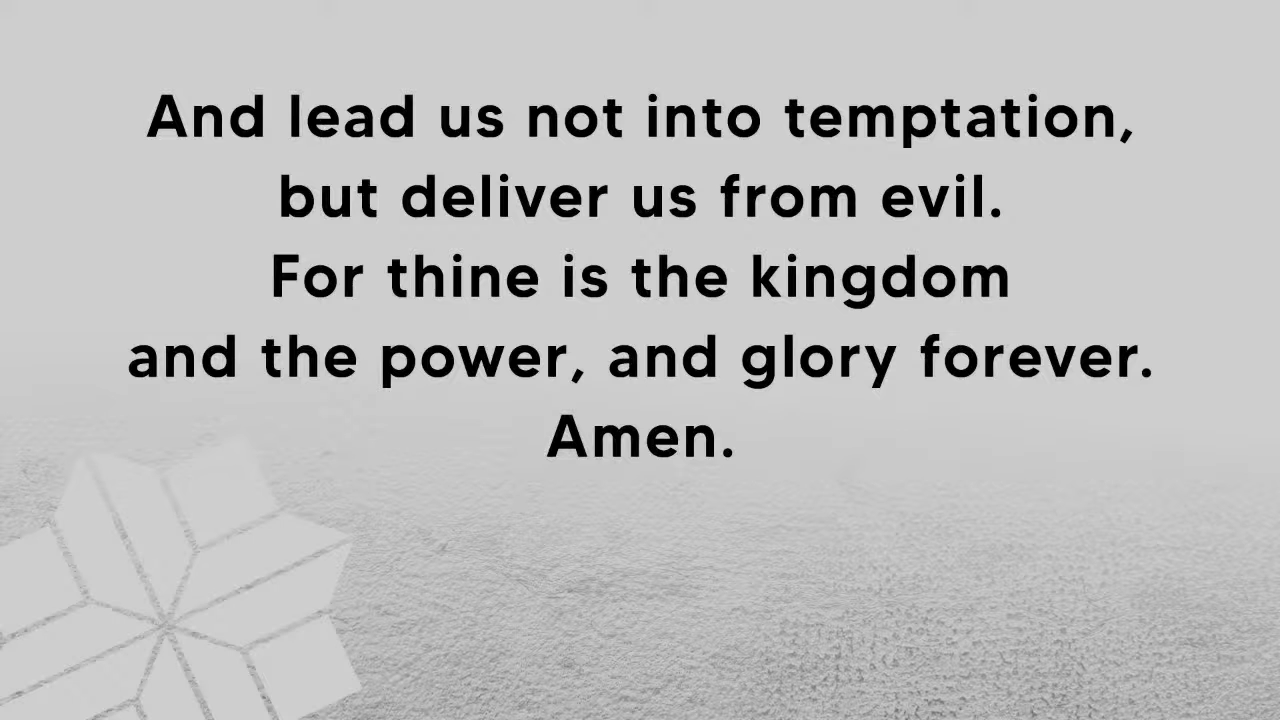 And lead us not into temptation,
but deliver us from evil.
For thine is the kingdom
and the power, and glory forever.
Amen.